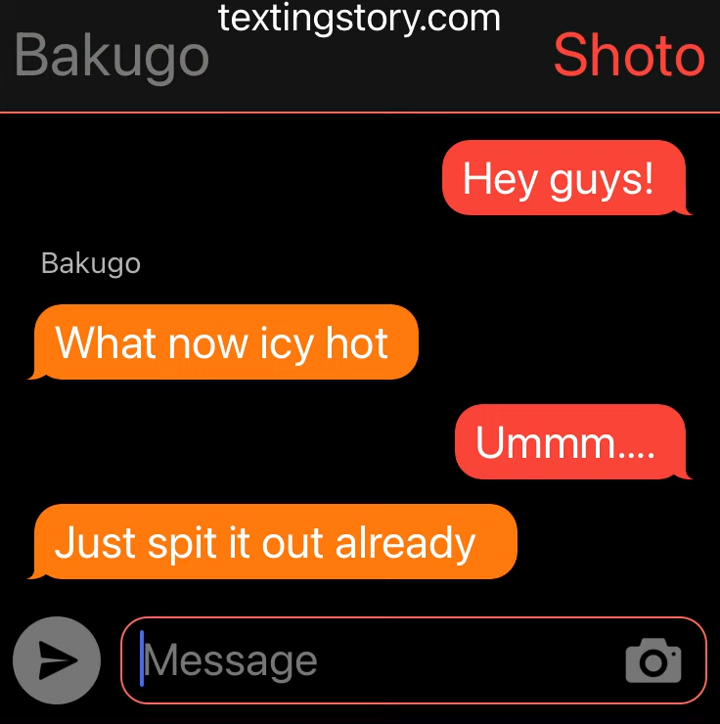 textingstory.com
Bakugo
Shoto
Hey guys!
Bakugo
What now icy hot
Ummm....
Just spit it out already
Message